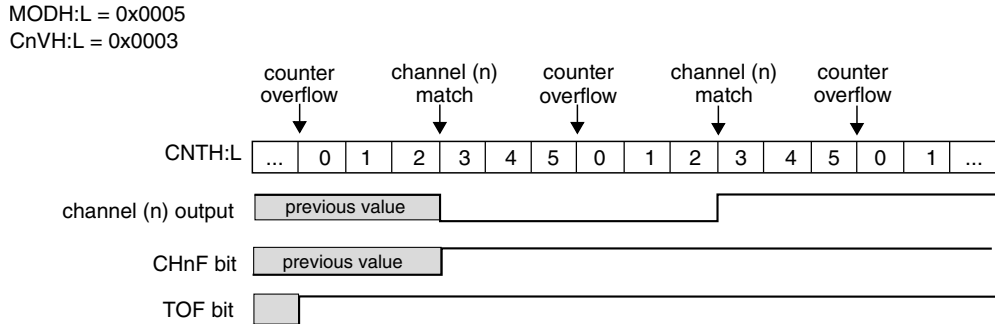 MODH:L = 0x0005
CnVH:L = 0x0003
counter overflow
channel (n) match
counter overflow
channel (n) match
counter overflow
CNTH:L ... 0 1 2 3 4 5 0 1 2 3 4 5 0 1 ...
channel (n) output previous value
CHnF bit previous value
TOF bit